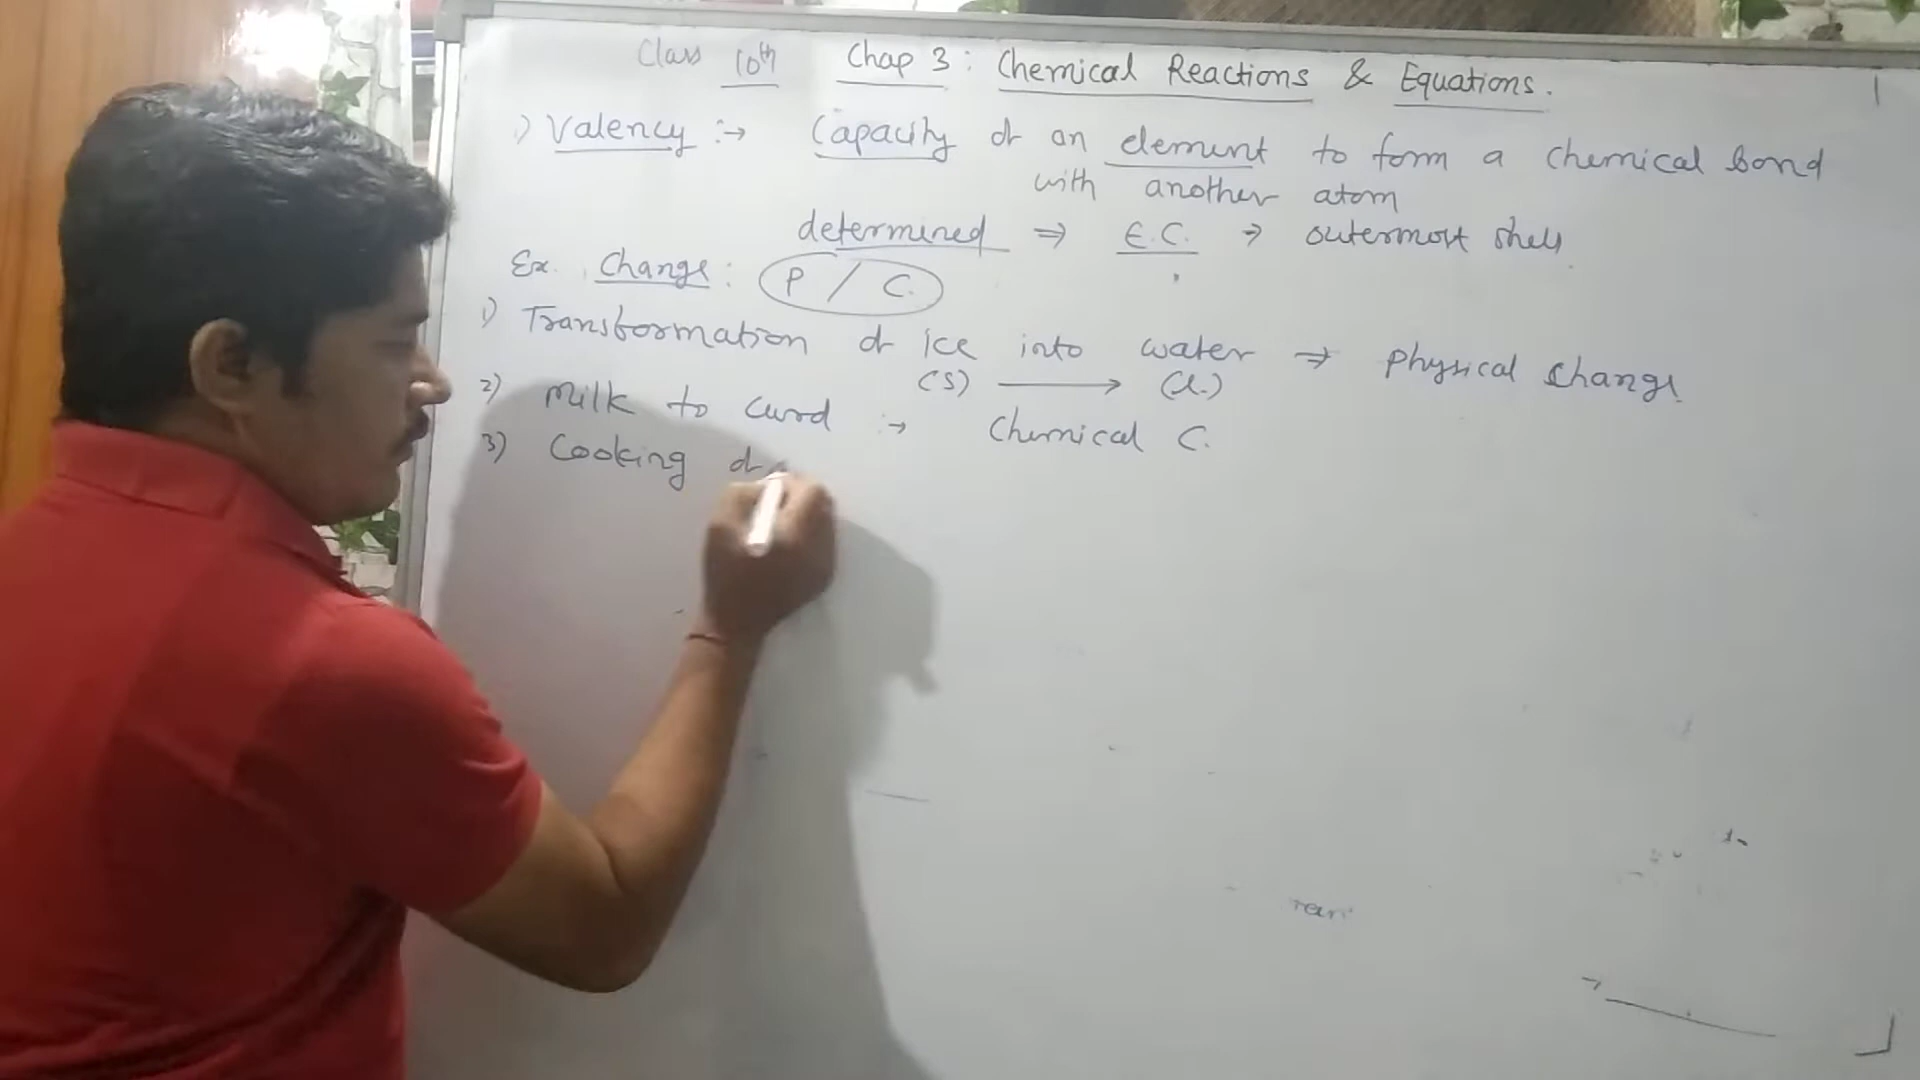 Class 10th Chap 3: Chemical Reactions & Equations.
1) Valency :→ Capacity of an element to form a chemical bond
with another atom
determined ⇒ E.C. → outermost shell
Ex. Change: P / C.
1) Transformation of ice into water ⇒ physical change
(s) ⟶ (l)
2) Milk to curd :→ Chemical C.
3) Cooking of